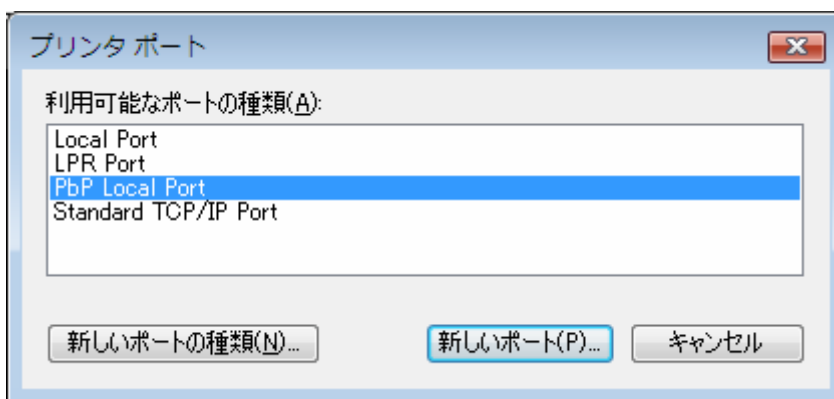 プリンタ ポート
利用可能なポートの種類(A):
Local Port
LPR Port
PbP Local Port
Standard TCP/IP Port
新しいポートの種類(N)... 新しいポート(P)... キャンセル